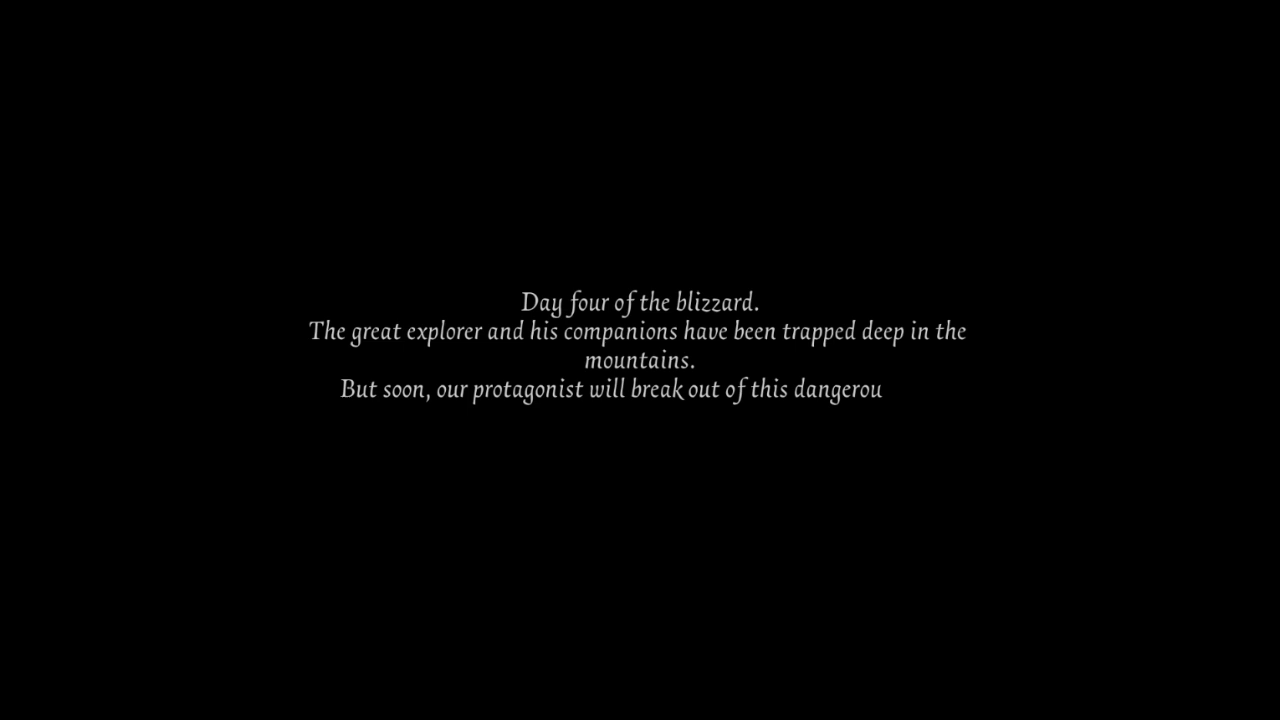 Day four of the blizzard.
The great explorer and his companions have been trapped deep in the
mountains.
But soon, our protagonist will break out of this dangerou